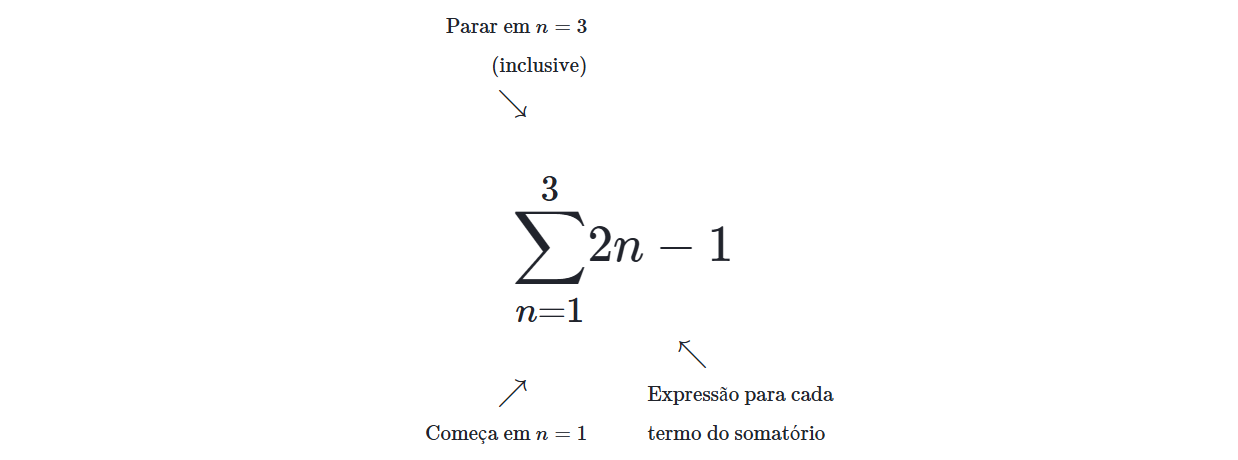 Parar em n = 3
(inclusive)
3
∑ 2n − 1
n=1
Expressão para cada
termo do somatório
Começa em n = 1